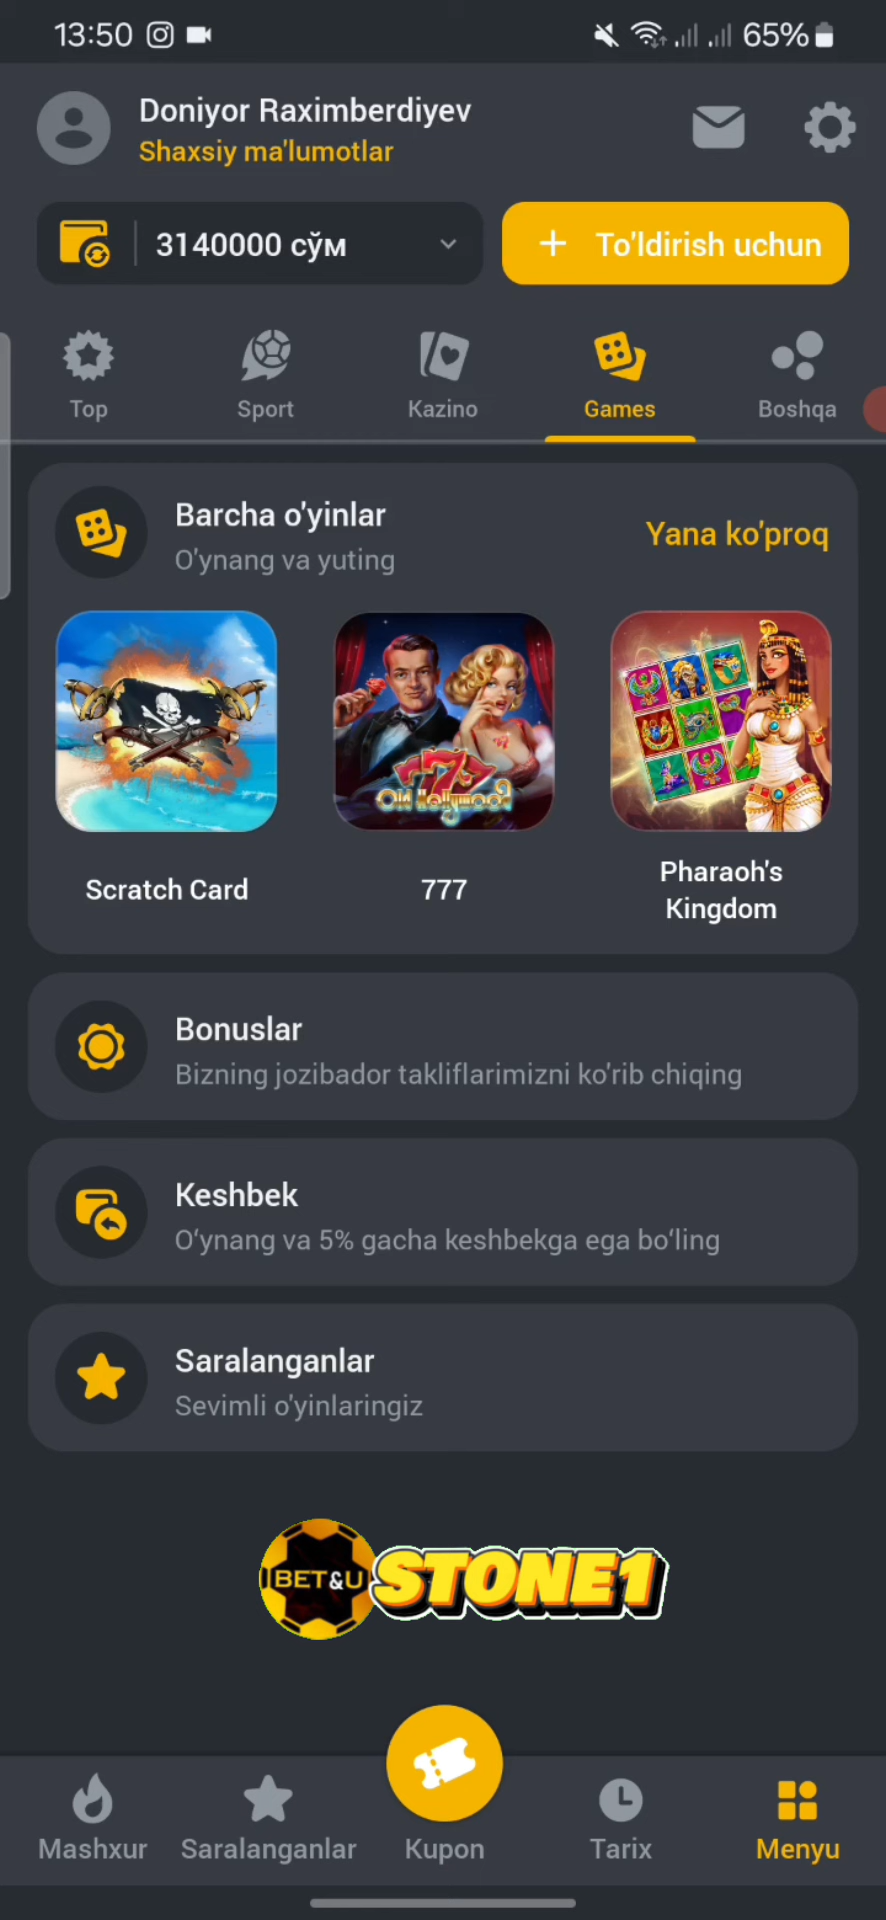 13:50
65%
Doniyor Raximberdiyev
Shaxsiy ma'lumotlar
3140000 сўм
+ To'ldirish uchun
Top
Sport
Kazino
Games
Boshqa
Barcha o'yinlar
O'ynang va yuting
Yana ko'proq
777
Old Hollywood
Scratch Card
777
Pharaoh's
Kingdom
Bonuslar
Bizning jozibador takliflarimizni ko'rib chiqing
Keshbek
O‘ynang va 5% gacha keshbekga ega bo‘ling
Saralanganlar
Sevimli o'yinlaringiz
BET&U
STONE1
Mashxur
Saralanganlar
Kupon
Tarix
Menyu